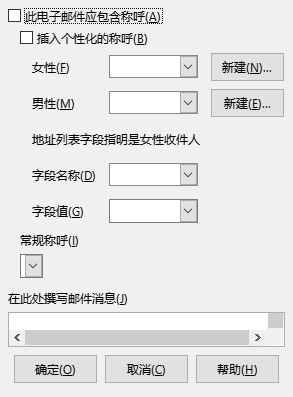 此电子邮件应包含称呼(A)
插入个性化的称呼(B)
女性(F)
新建(N)...
男性(M)
新建(E)...
地址列表字段指明是女性收件人
字段名称(D)
字段值(G)
常规称呼(I)
在此处撰写邮件消息(J)
确定(O) 取消(C) 帮助(H)